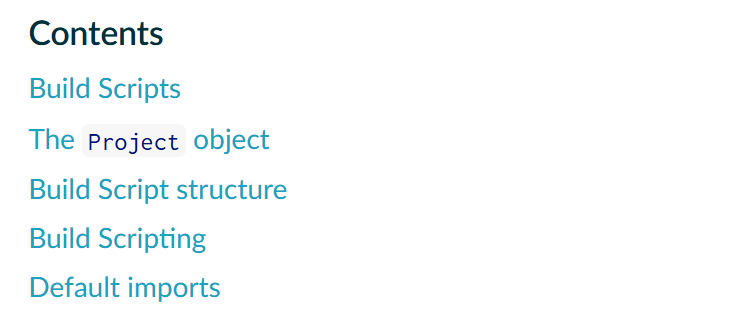 Contents
Build Scripts
The Project object
Build Script structure
Build Scripting
Default imports